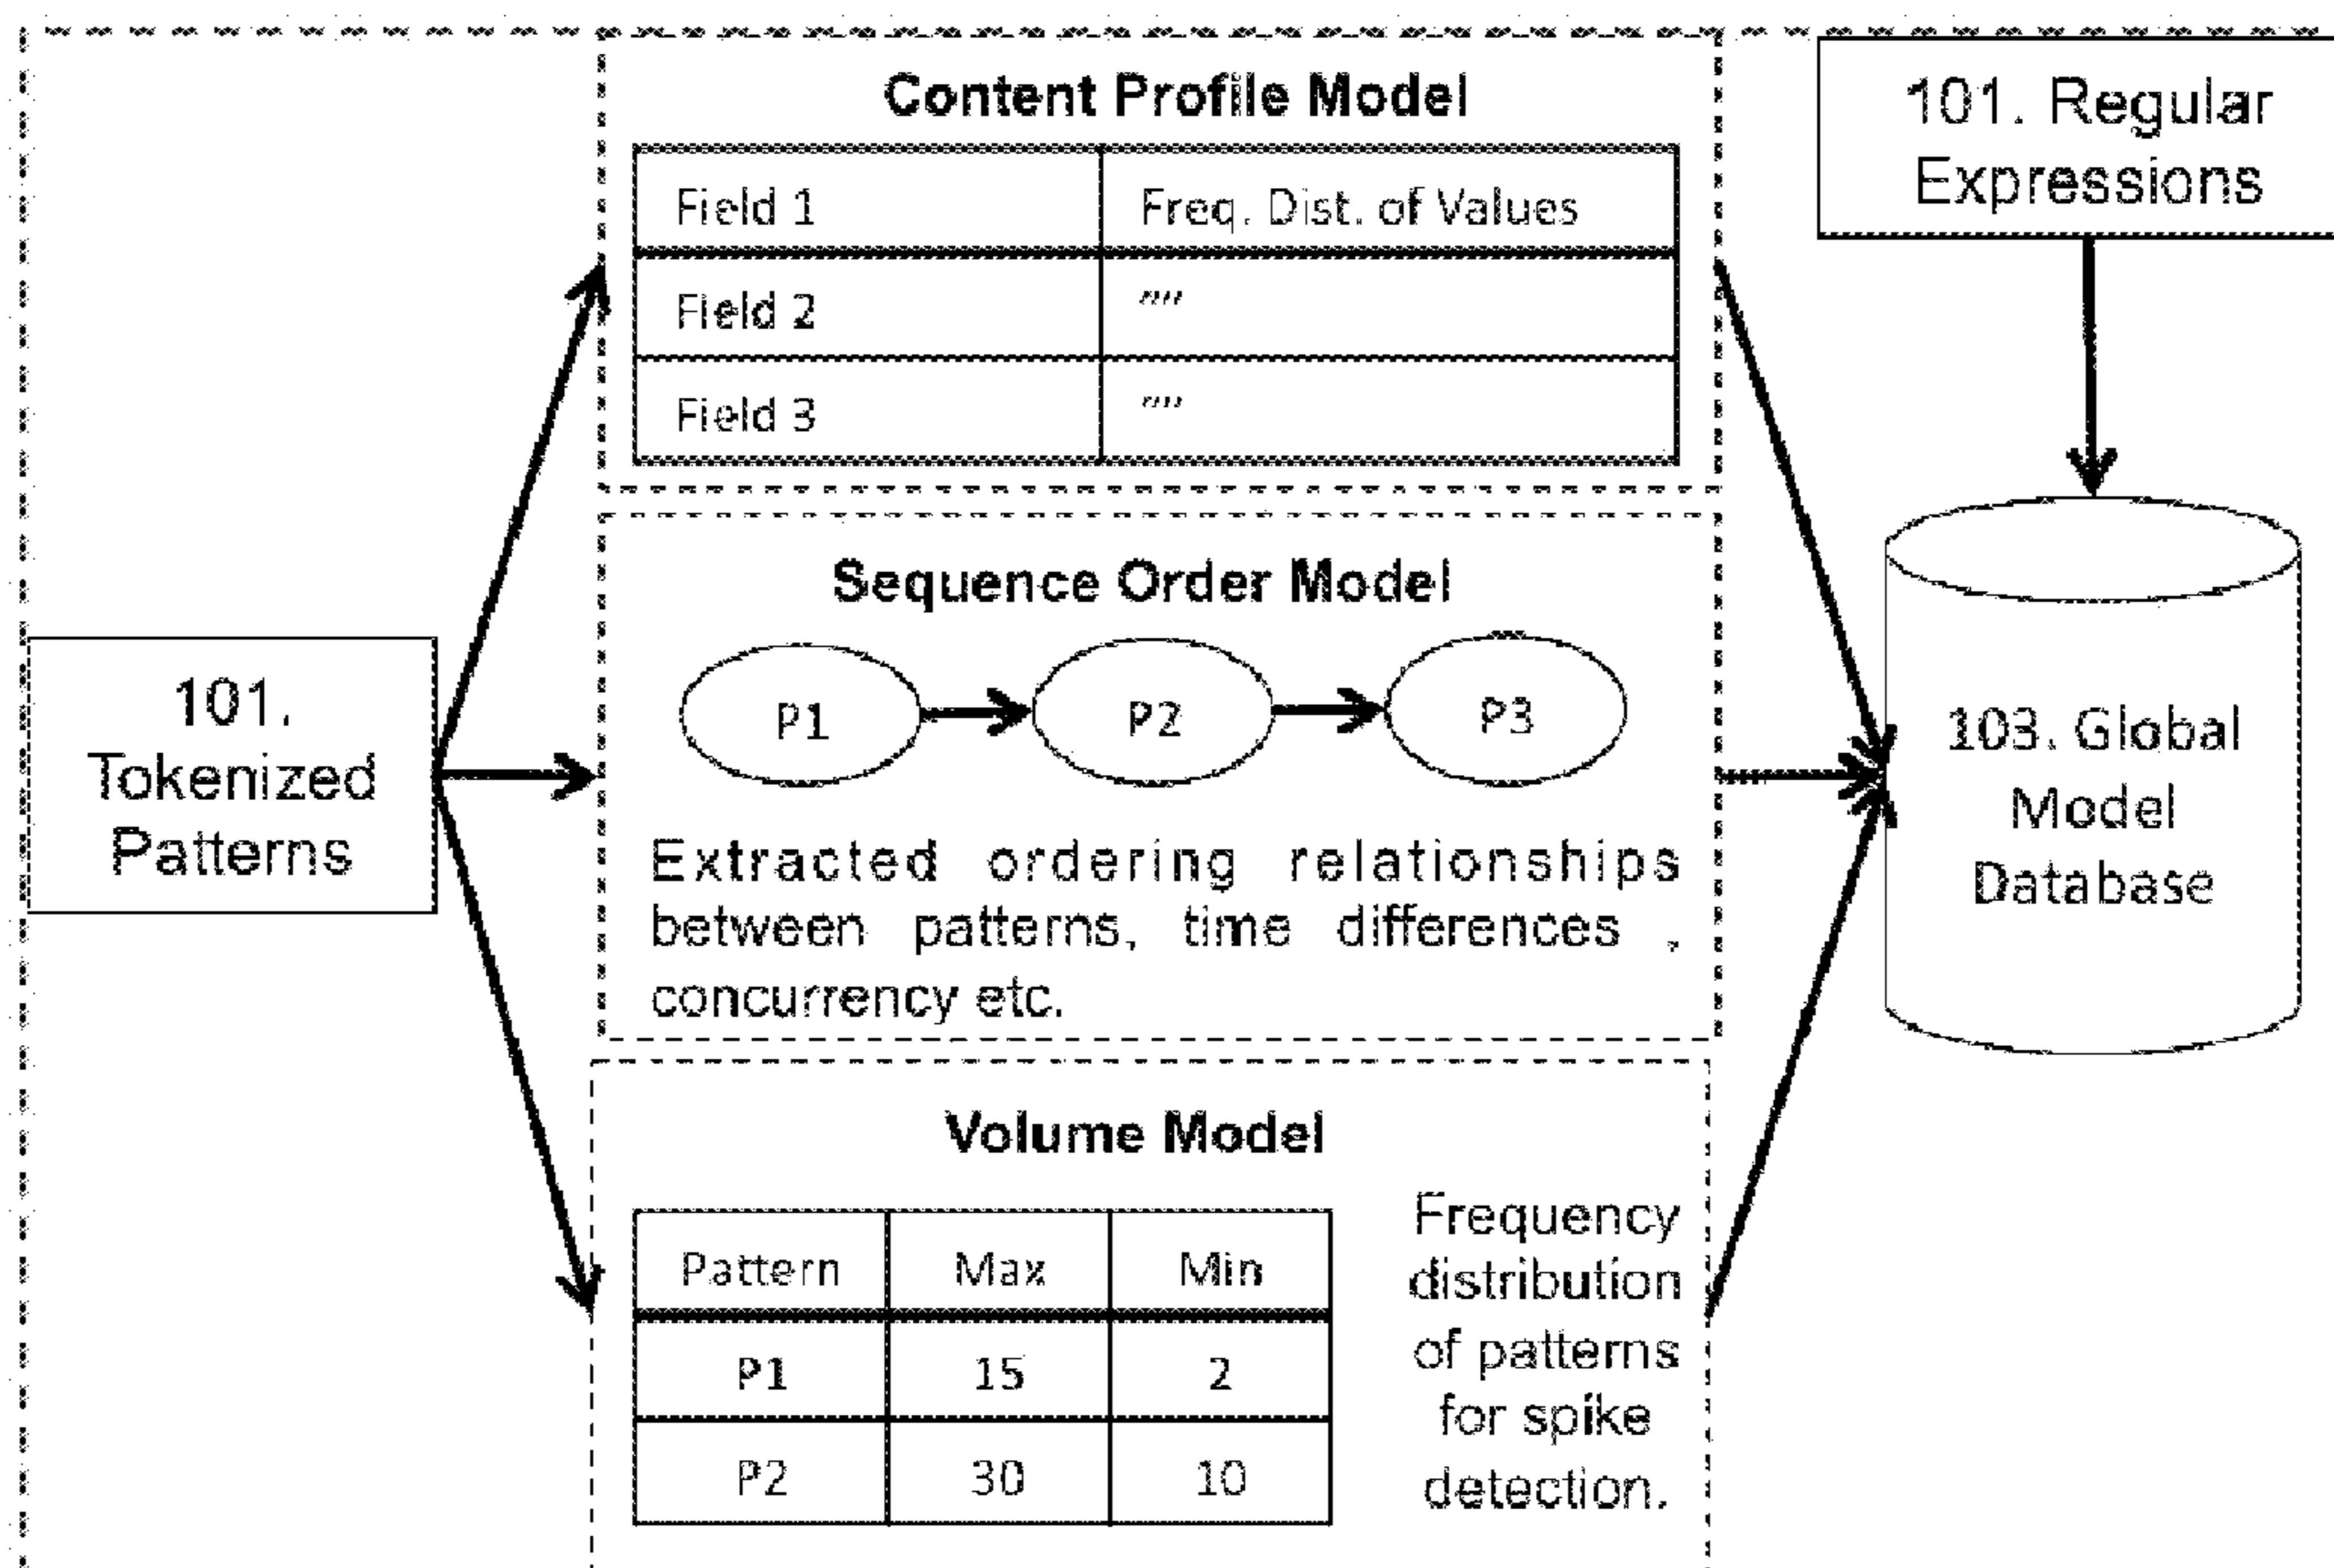 Content Profile Model
Field 1 Freq. Dist. of Values
Field 2 ""
Field 3 ""
101. Regular
Expressions
Sequence Order Model
P1 P2 P3
Extracted ordering relationships
between patterns, time differences ,
concurrency etc.
101.
Tokenized
Patterns
103. Global
Model
Database
Volume Model
Pattern Max Min
P1 15 2
P2 30 10
Frequency
distribution
of patterns
for spike
detection.